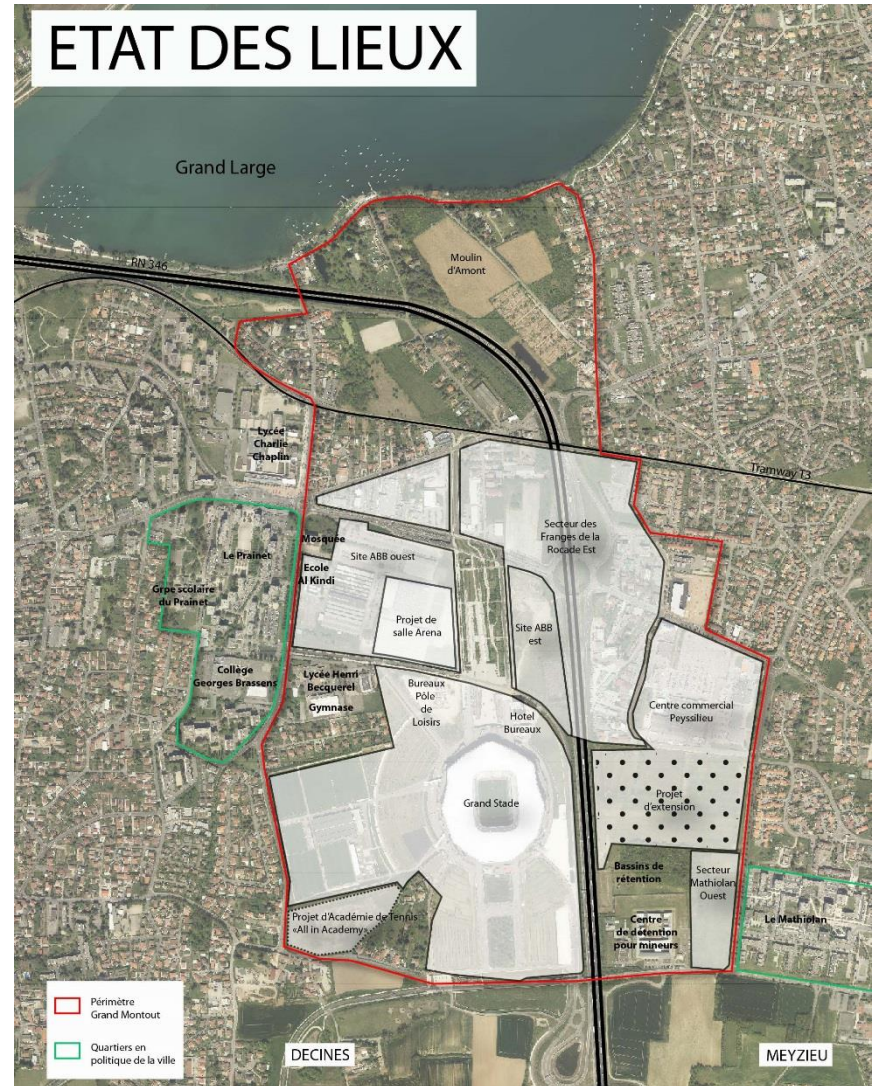 ETAT DES LIEUX
Grand Large
RN 346
Moulin
d'Amont
Lycée
Charlie
Chaplin
Tramway T3
Secteur des
Franges de la
Rocade Est
Mosquée
Site ABB ouest
Le Prainet
Ecole
Al Kindi
Grpe scolaire
du Prainet
Projet de
salle Arena
Site ABB
est
Collège
Georges Brassens
Lycée Henri
Becquerel
Gymnase
Bureaux
Pôle
de
Loisirs
Hotel
Bureaux
Centre commercial
Peyssilieu
Grand Stade
Projet
d'extension
Bassins de
rétention
Secteur
Mathiolan
Ouest
Projet d'Académie de Tennis
«All in Academy»
Centre
de détention
pour mineurs
Le Mathiolan
Périmètre
Grand Montout
Quartiers en
politique de la ville
DECINES
MEYZIEU